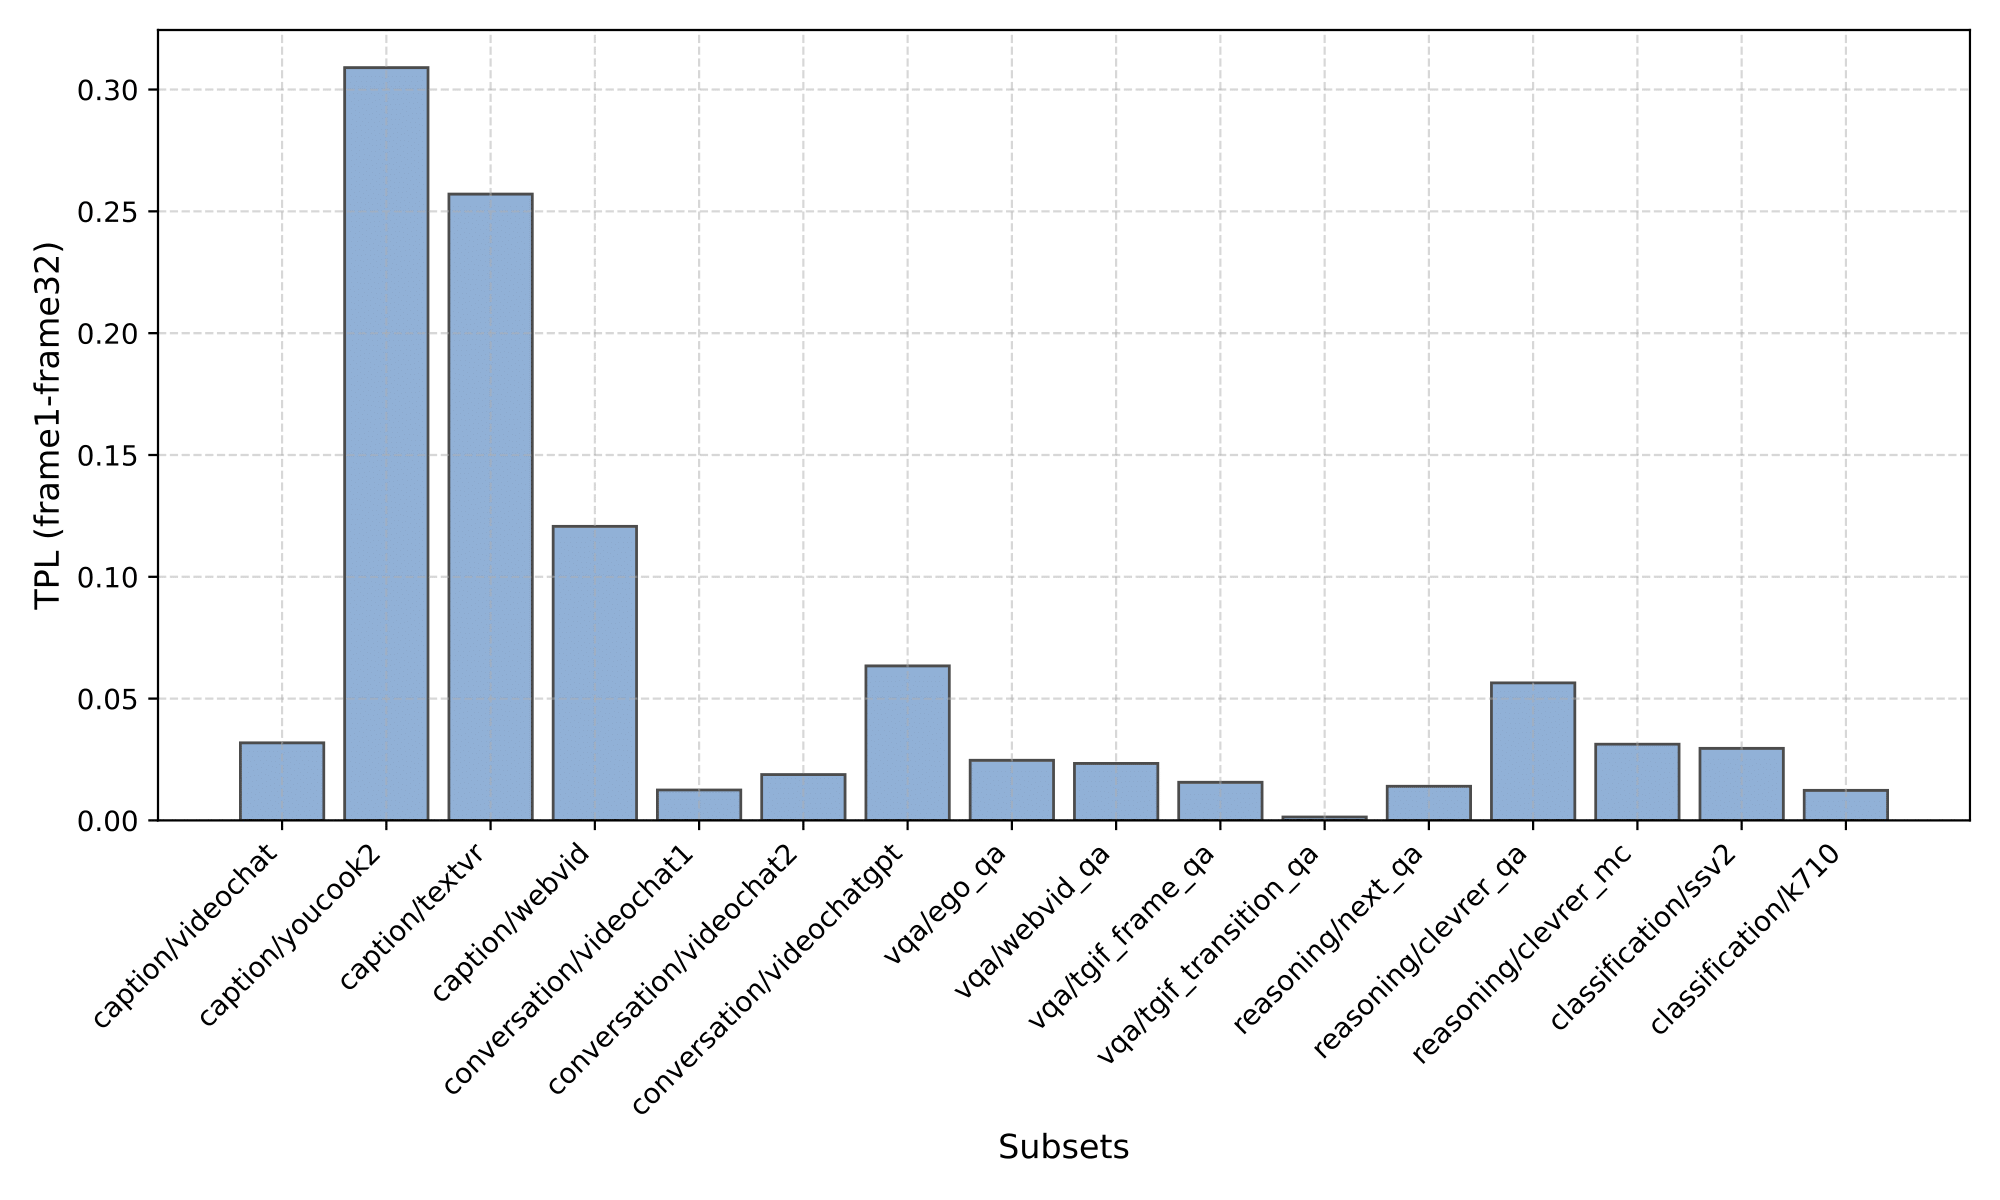 TPL (frame1-frame32)
0.30
0.25
0.20
0.15
0.10
0.05
0.00
caption/videochat
caption/youcook2
caption/textvr
caption/webvid
conversation/videochat1
conversation/videochat2
conversation/videochatgpt
vqa/ego_qa
vqa/webvid_qa
vqa/tgif_frame_qa
vqa/tgif_transition_qa
reasoning/next_qa
reasoning/clevrer_qa
reasoning/clevrer_mc
classification/ssv2
classification/k710
Subsets